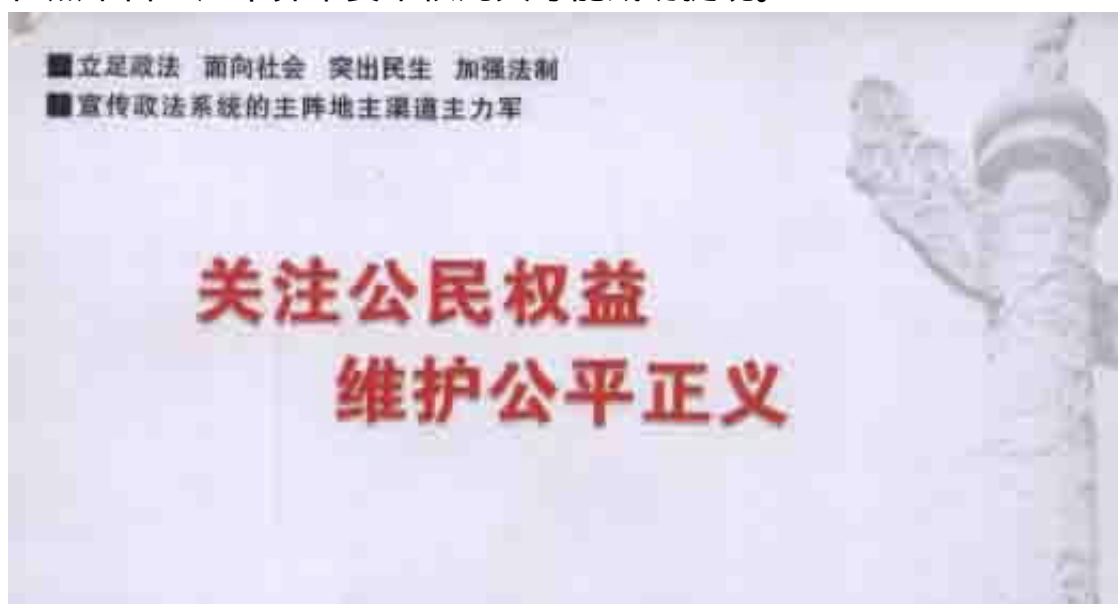 ■立足政法 面向社会 突出民生 加强法制
■宣传政法系统的主阵地主渠道主力军
关注公民权益
维护公平正义